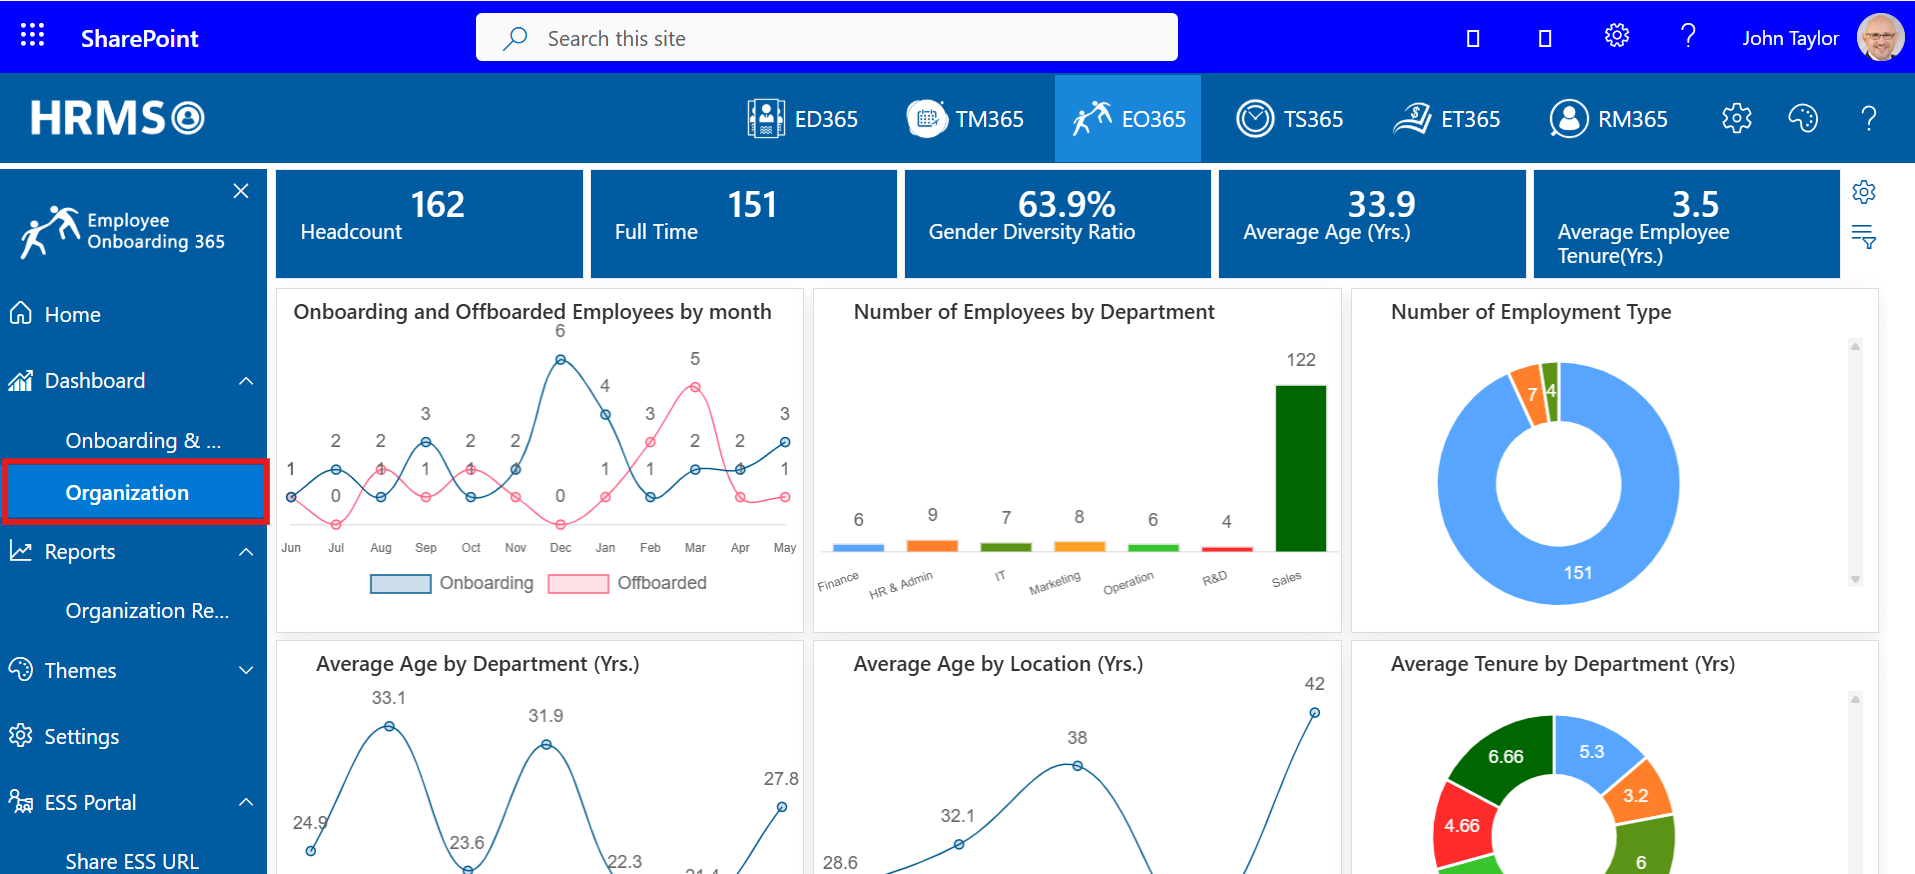 SharePoint
Search this site
John Taylor
HRMS
ED365
TM365
EO365
TS365
ET365
RM365
Employee
Onboarding 365
Home
Dashboard
Onboarding & ...
Organization
Reports
Organization Re...
Themes
Settings
ESS Portal
Share ESS URL
162
Headcount
151
Full Time
63.9%
Gender Diversity Ratio
33.9
Average Age (Yrs.)
3.5
Average Employee
Tenure(Yrs.)
Onboarding and Offboarded Employees by month
6
5
4
3 3 3
2 2 2 2 2 2
1 1 1 1 1 1 1 1 1
0 0
Jun Jul Aug Sep Oct Nov Dec Jan Feb Mar Apr May
Onboarding Offboarded
Number of Employees by Department
122
6 9 7 8 6 4
Finance HR & Admin IT Marketing Operation R&D Sales
Number of Employment Type
7 4
151
Average Age by Department (Yrs.)
33.1
31.9
27.8
24.9
23.6
22.3
Average Age by Location (Yrs.)
42
38
32.1
28.6
Average Tenure by Department (Yrs)
6.66 5.3
3.2
4.66
6